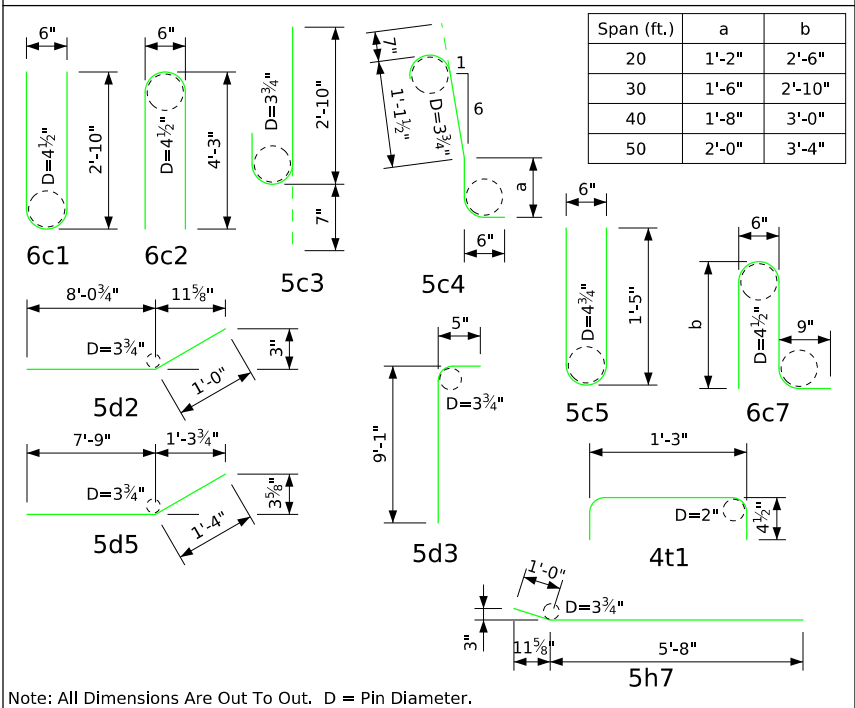 6" 6" 7" 1 6
Span (ft.) a b
20 1'-2" 2'-6"
30 1'-6" 2'-10"
40 1'-8" 3'-0"
50 2'-0" 3'-4"
D=4½" 2'-10" D=4½" 4'-3" D=3¾" 2'-10" 7" 1'-1½" D=3¾" a 6"
6c1 6c2 5c3 5c4
6" D=4¾" 1'-5" 6" b D=4½" 9"
5c5 6c7
8'-0¾" 11⅝" D=3¾" 3" 1'-0"
5d2
5" D=3¾" 9'-1"
5d3
7'-9" 1'-3¾" D=3¾" 3⅝" 1'-4"
5d5
1'-3" D=2" 4½"
4t1
1'-0" D=3¾" 3" 11⅝" 5'-8"
5h7
Note: All Dimensions Are Out To Out. D = Pin Diameter.